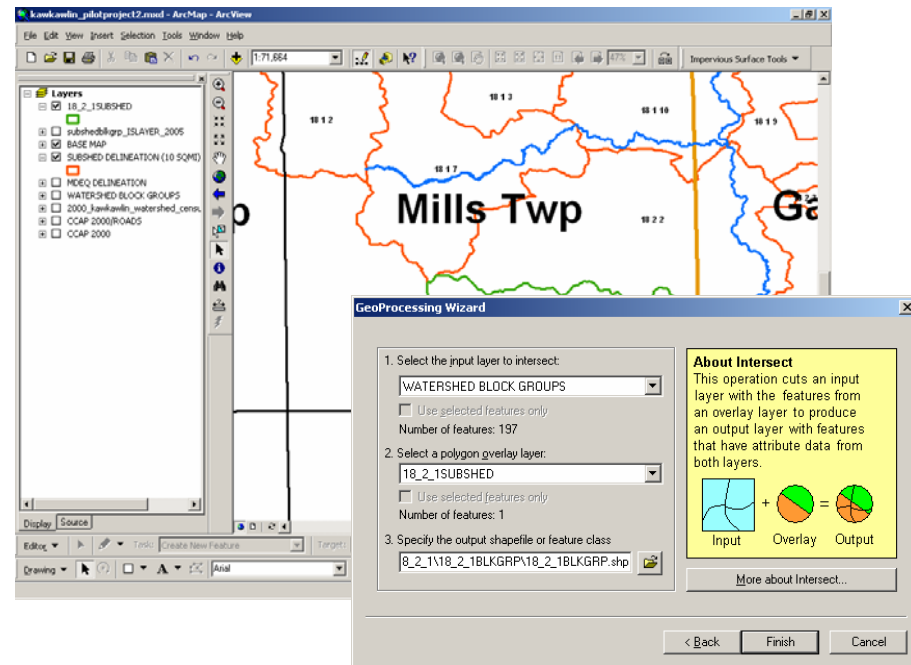 kawkawlin_pilotproject2.mxd - ArcMap - ArcView
File Edit View Insert Selection Tools Window Help
1:71,664
47%
Impervious Surface Tools
Layers
18_2_1SUBSHED
subshedblkgrp_ISLAYER_2005
BASE MAP
SUBSHED DELINEATION (10 SQMI)
MDEQ DELINEATION
WATERSHED BLOCK GROUPS
2000_kawkawlin_watershed_censu
CCAP 2000/ROADS
CCAP 2000
Display Source
18 1 2
18 1 3
18 1 10
18 1 9
18 1 7
p
Mills Twp
18 2 2
Ga
Editor
Task: Create New Feature
Target:
Drawing
A
Arial
GeoProcessing Wizard
1. Select the input layer to intersect:
WATERSHED BLOCK GROUPS
Use selected features only
Number of features: 197
2. Select a polygon overlay layer:
18_2_1SUBSHED
Use selected features only
Number of features: 1
3. Specify the output shapefile or feature class
8_2_1\18_2_1BLKGRP\18_2_1BLKGRP.shp
About Intersect
This operation cuts an input
layer with the features from
an overlay layer to produce
an output layer with features
that have attribute data from
both layers.
+ =
Input Overlay Output
More about Intersect...
< Back Finish Cancel